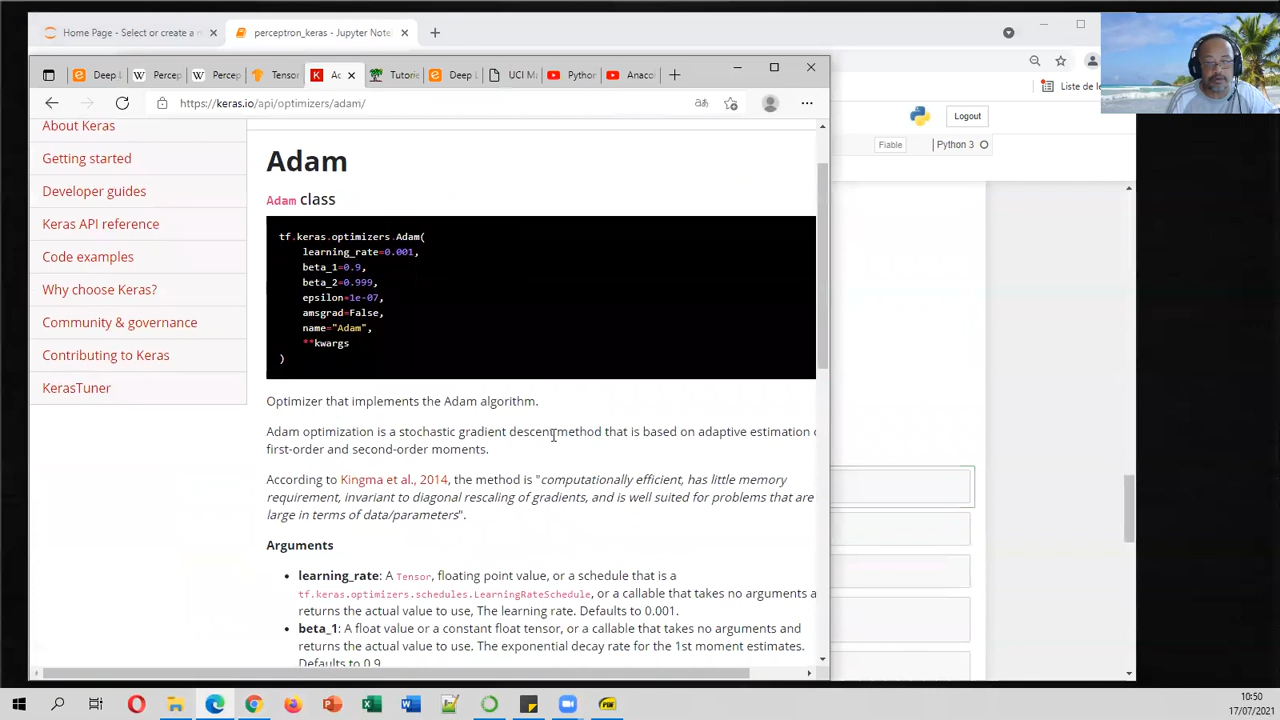 Home Page - Select or create a n
perceptron_keras - Jupyter Note
Deep L
Percep
Percep
Tensor
Ac
Tutorie
Deep L
UCI Ma
Python
Anaco
https://keras.io/api/optimizers/adam/
Liste de le
Logout
Fiable
Python 3
About Keras
Getting started
Developer guides
Keras API reference
Code examples
Why choose Keras?
Community & governance
Contributing to Keras
KerasTuner
Adam
Adam class
tf.keras.optimizers.Adam(
learning_rate=0.001,
beta_1=0.9,
beta_2=0.999,
epsilon=1e-07,
amsgrad=False,
name="Adam",
**kwargs
)
Optimizer that implements the Adam algorithm.
Adam optimization is a stochastic gradient descent method that is based on adaptive estimation o
first-order and second-order moments.
According to Kingma et al., 2014, the method is "computationally efficient, has little memory
requirement, invariant to diagonal rescaling of gradients, and is well suited for problems that are
large in terms of data/parameters".
Arguments
• learning_rate: A Tensor, floating point value, or a schedule that is a
tf.keras.optimizers.schedules.LearningRateSchedule, or a callable that takes no arguments a
returns the actual value to use, The learning rate. Defaults to 0.001.
• beta_1: A float value or a constant float tensor, or a callable that takes no arguments and
returns the actual value to use. The exponential decay rate for the 1st moment estimates.
Defaults to 0.9
10:50
17/07/2021